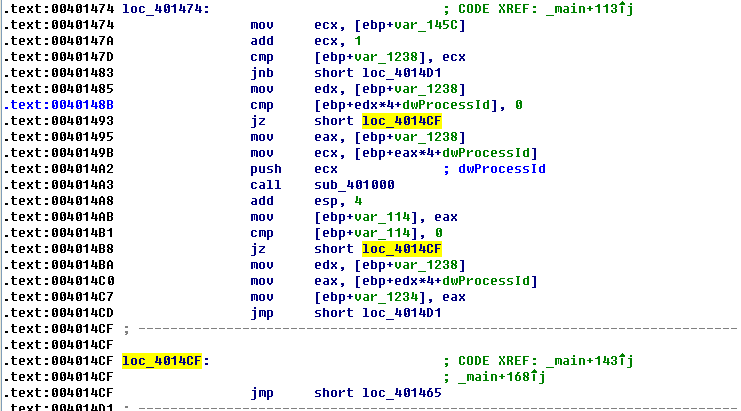 .text:00401474 loc_401474: ; CODE XREF: _main+113↑j
.text:00401474 mov ecx, [ebp+var_145C]
.text:0040147A add ecx, 1
.text:0040147D cmp [ebp+var_1238], ecx
.text:00401483 jnb short loc_4014D1
.text:00401485 mov edx, [ebp+var_1238]
.text:0040148B cmp [ebp+edx*4+dwProcessId], 0
.text:00401493 jz short loc_4014CF
.text:00401495 mov eax, [ebp+var_1238]
.text:0040149B mov ecx, [ebp+eax*4+dwProcessId]
.text:004014A2 push ecx ; dwProcessId
.text:004014A3 call sub_401000
.text:004014A8 add esp, 4
.text:004014AB mov [ebp+var_114], eax
.text:004014B1 cmp [ebp+var_114], 0
.text:004014B8 jz short loc_4014CF
.text:004014BA mov edx, [ebp+var_1238]
.text:004014C0 mov eax, [ebp+edx*4+dwProcessId]
.text:004014C7 mov [ebp+var_1234], eax
.text:004014CD jmp short loc_4014D1
.text:004014CF ; ---------------------------------------------------------------------------
.text:004014CF
.text:004014CF loc_4014CF: ; CODE XREF: _main+143↑j
.text:004014CF ; _main+168↑j
.text:004014CF jmp short loc_401465
.text:004014D1 ; ---------------------------------------------------------------------------